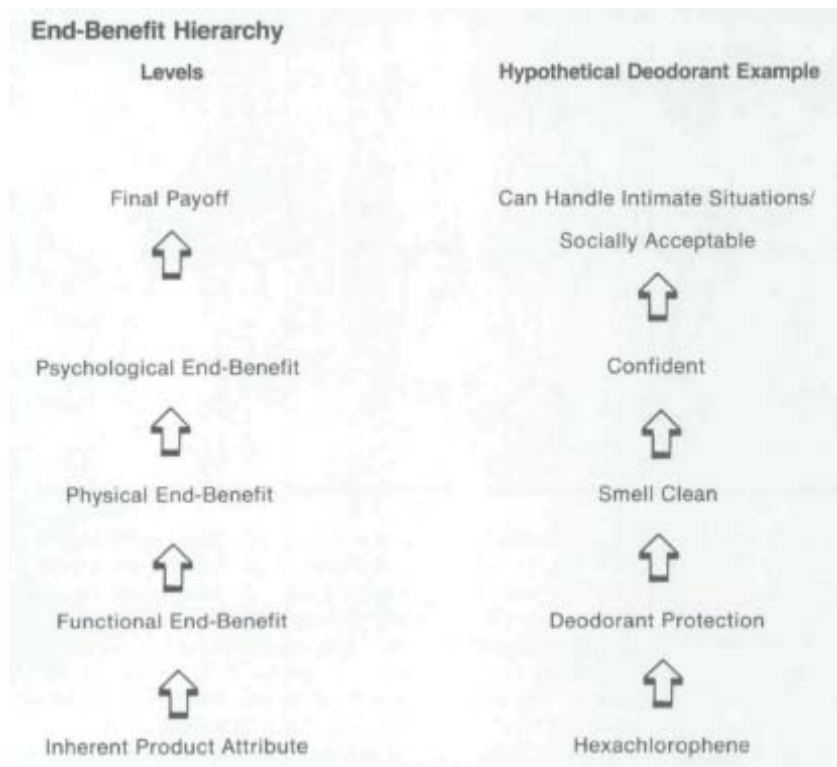 End-Benefit Hierarchy
Levels
Hypothetical Deodorant Example
Final Payoff
Can Handle Intimate Situations/
Socially Acceptable
Psychological End-Benefit
Confident
Physical End-Benefit
Smell Clean
Functional End-Benefit
Deodorant Protection
Inherent Product Attribute
Hexachlorophene